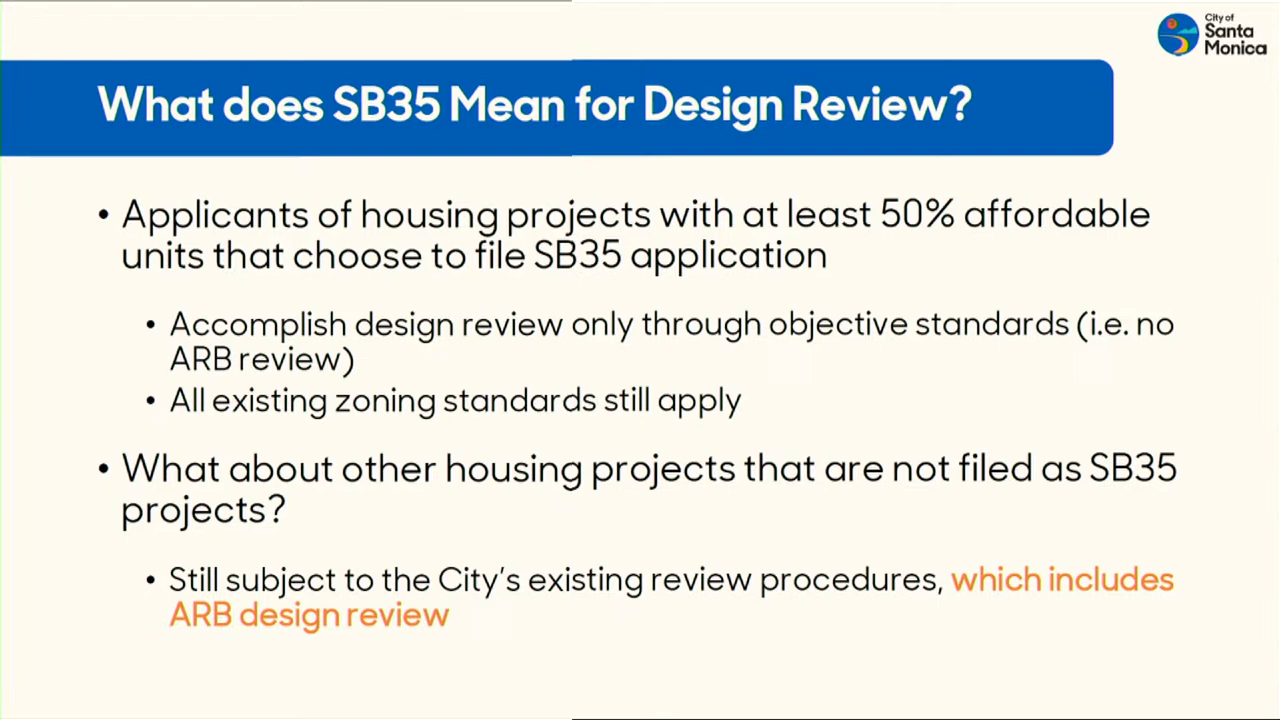 City of
Santa
Monica
What does SB35 Mean for Design Review?
• Applicants of housing projects with at least 50% affordable
units that choose to file SB35 application
• Accomplish design review only through objective standards (i.e. no
ARB review)
• All existing zoning standards still apply
• What about other housing projects that are not filed as SB35
projects?
• Still subject to the City's existing review procedures, which includes
ARB design review